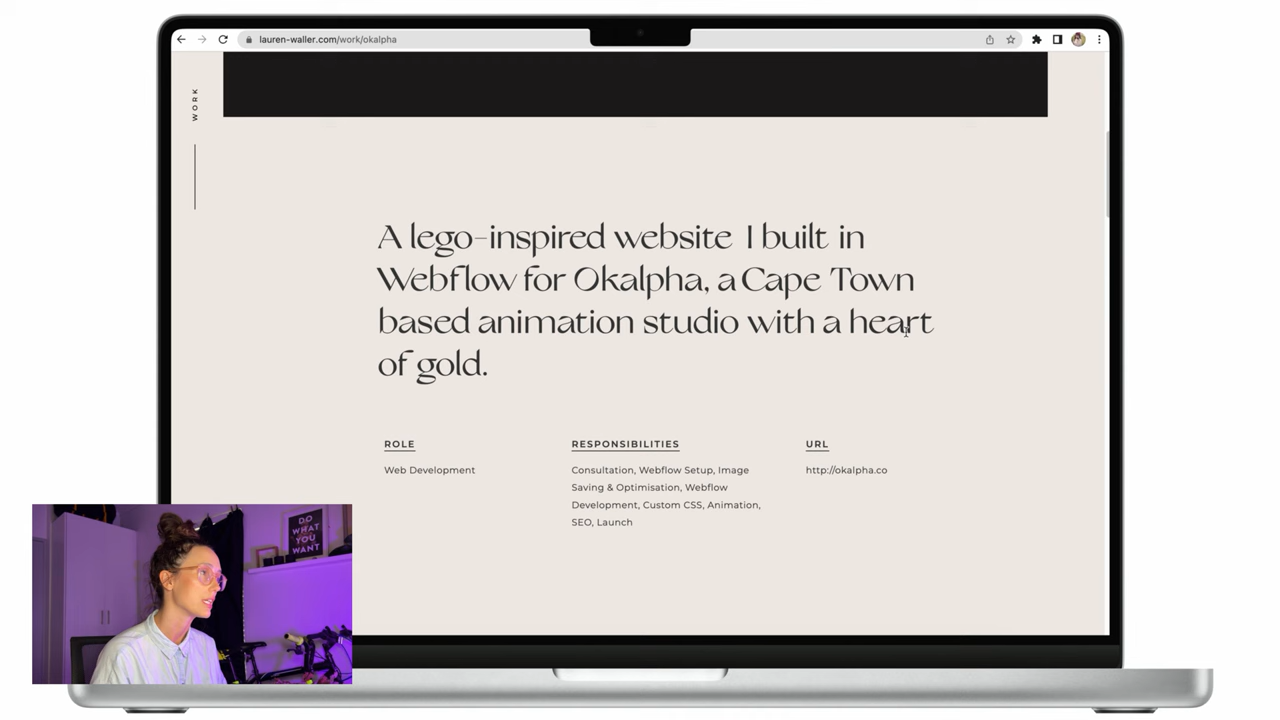 lauren-waller.com/work/okalpha
WORK
A lego-inspired website I built in
Webflow for Okalpha, a Cape Town
based animation studio with a heart
of gold.
ROLE
Web Development
RESPONSIBILITIES
Consultation, Webflow Setup, Image
Saving & Optimisation, Webflow
Development, Custom CSS, Animation,
SEO, Launch
URL
http://okalpha.co
DO
WHAT
YOU
WANT